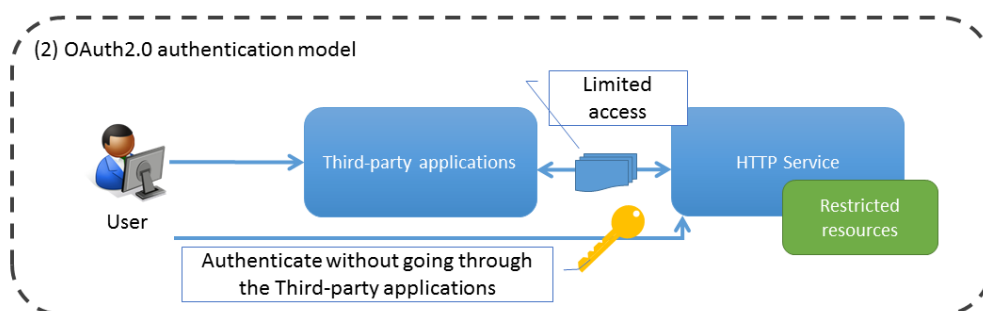 (2) OAuth2.0 authentication model
Limited
access
Third-party applications
HTTP Service
User
Restricted
resources
Authenticate without going through
the Third-party applications